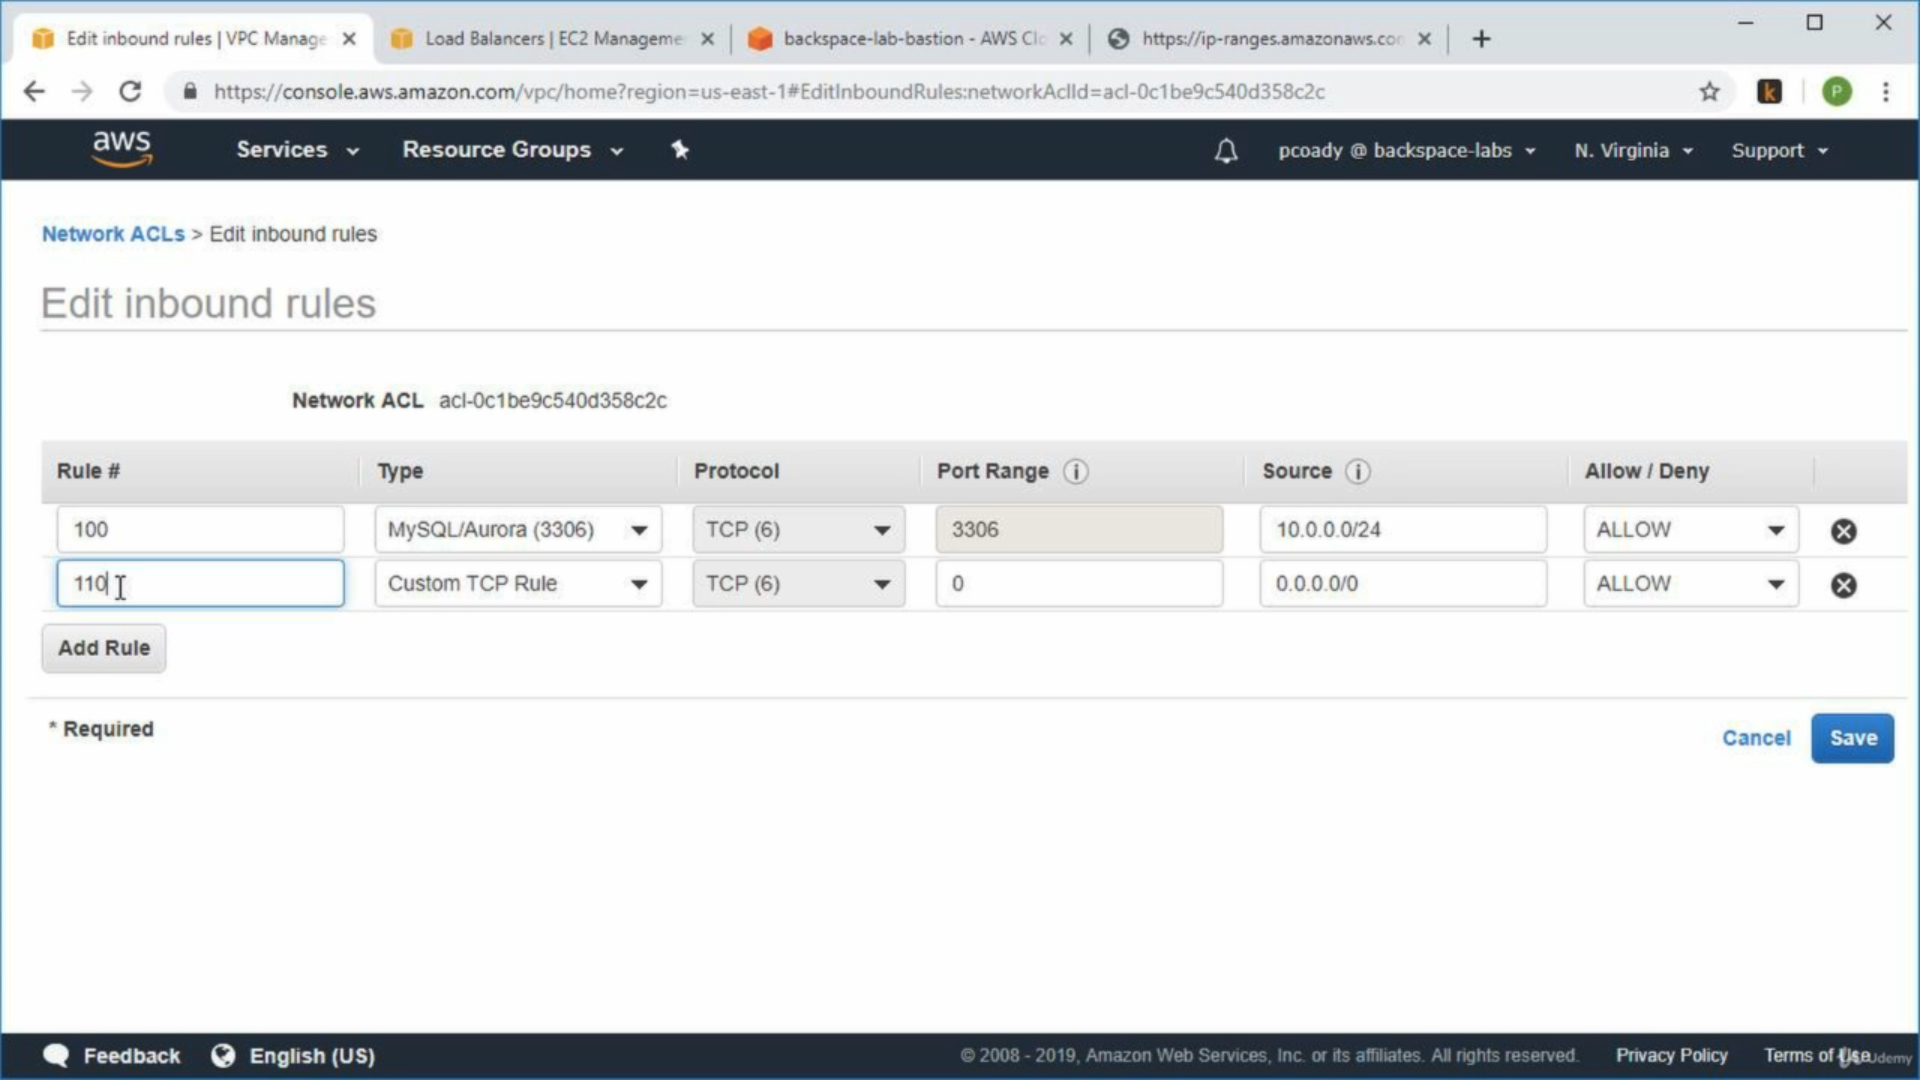 Edit inbound rules | VPC Manage
Load Balancers | EC2 Manageme
backspace-lab-bastion - AWS Clo
https://ip-ranges.amazonaws.co
https://console.aws.amazon.com/vpc/home?region=us-east-1#EditInboundRules:networkAclId=acl-0c1be9c540d358c2c
k
P
aws
Services
Resource Groups
pcoady @ backspace-labs
N. Virginia
Support
Network ACLs > Edit inbound rules
Edit inbound rules
Network ACL acl-0c1be9c540d358c2c
Rule # Type Protocol Port Range i Source i Allow / Deny
100 MySQL/Aurora (3306) TCP (6) 3306 10.0.0.0/24 ALLOW
110 Custom TCP Rule TCP (6) 0 0.0.0.0/0 ALLOW
Add Rule
* Required
Cancel
Save
Feedback
English (US)
© 2008 - 2019, Amazon Web Services, Inc. or its affiliates. All rights reserved.
Privacy Policy
Terms of Use
Udemy